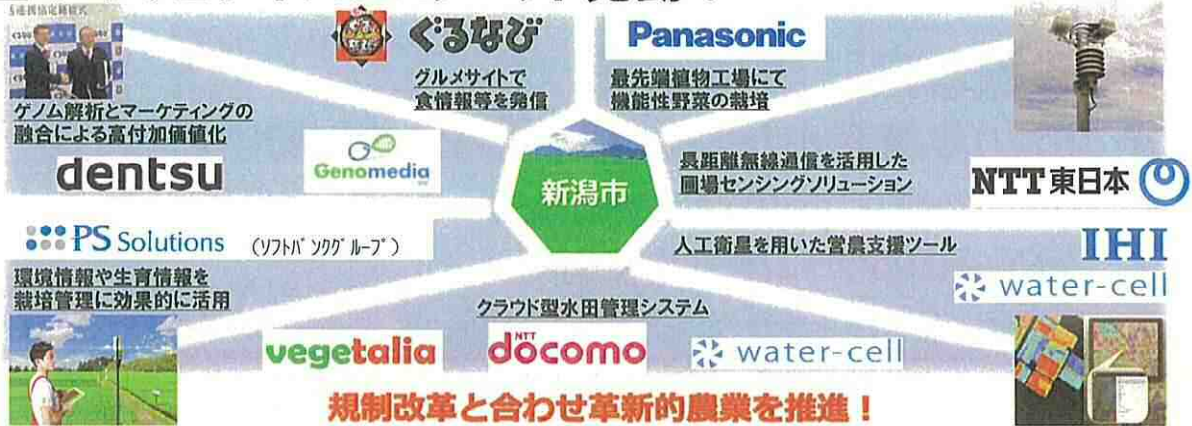 ぐるなび
グルメサイトで
食情報等を発信
Panasonic
最先端植物工場にて
機能性野菜の栽培
ゲノム解析とマーケティングの
融合による高付加価値化
dentsu
Genomedia
新潟市
長距離無線通信を活用した
圃場センシングソリューション
NTT東日本
PS Solutions (ソフトバンクグループ)
環境情報や生育情報を
栽培管理に効果的に活用
人工衛星を用いた営農支援ツール
IHI
water-cell
クラウド型水田管理システム
vegetalia
NTT
docomo
water-cell
規制改革と合わせ革新的農業を推進！